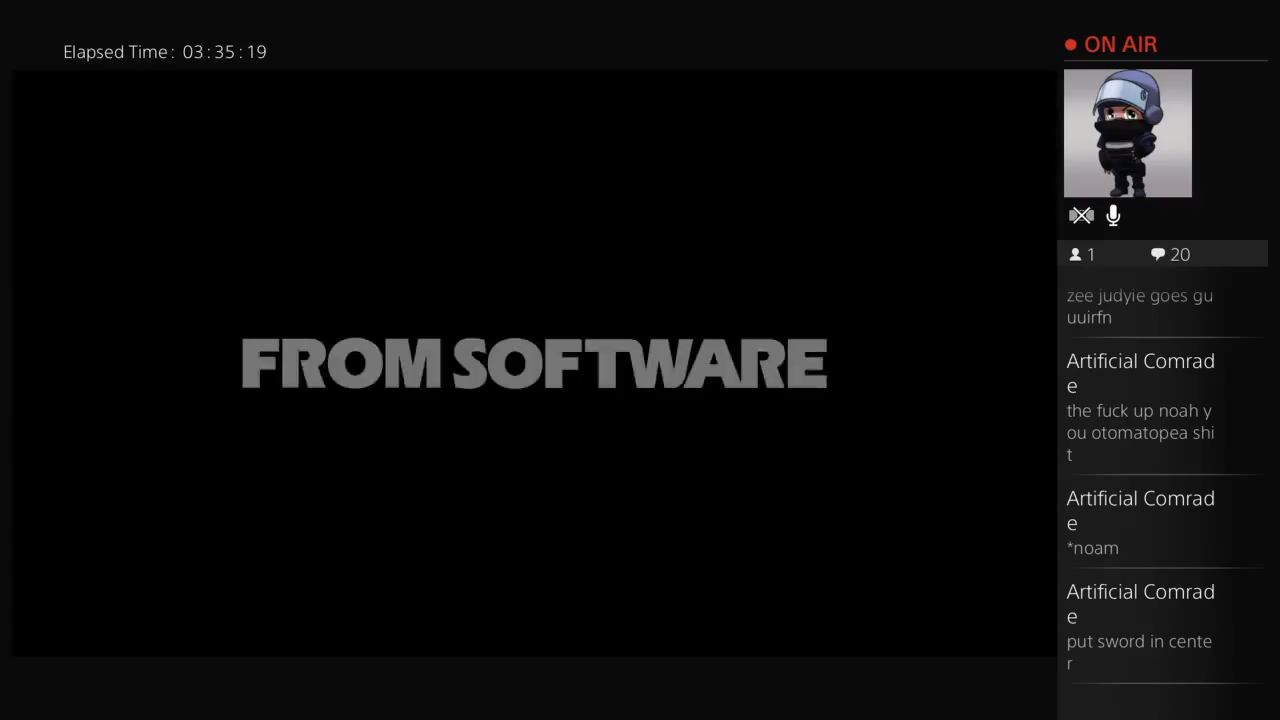 Elapsed Time: 03:35:19
ON AIR
1 20
FROM SOFTWARE
zee judyie goes gu
uuirfn
Artificial Comrad
e
the fuck up noah y
ou otomatopea shi
t
Artificial Comrad
e
*noam
Artificial Comrad
e
put sword in cente
r